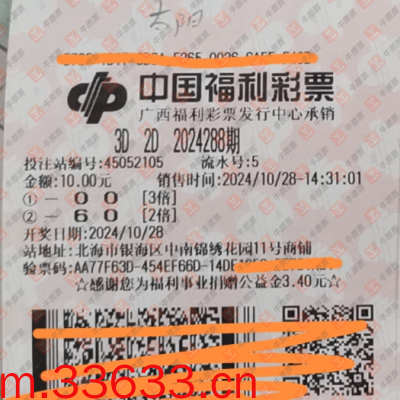 中国福利彩票
广西福利彩票发行中心承销
3D 2D 2024288期
投注站编号:45052105 流水号:5
金额:10.00元 销售时间:2024/10/28-14:31:01
①— 0 0 [3倍]
②— 6 0 [2倍]
开奖日期:2024/10/28
站地址:北海市银海区中南锦绣花园11号商铺
验票码:AA77F63D-454EF66D-14DE
☆感谢您为福利事业捐赠公益金3.40元☆
m.33633.cn